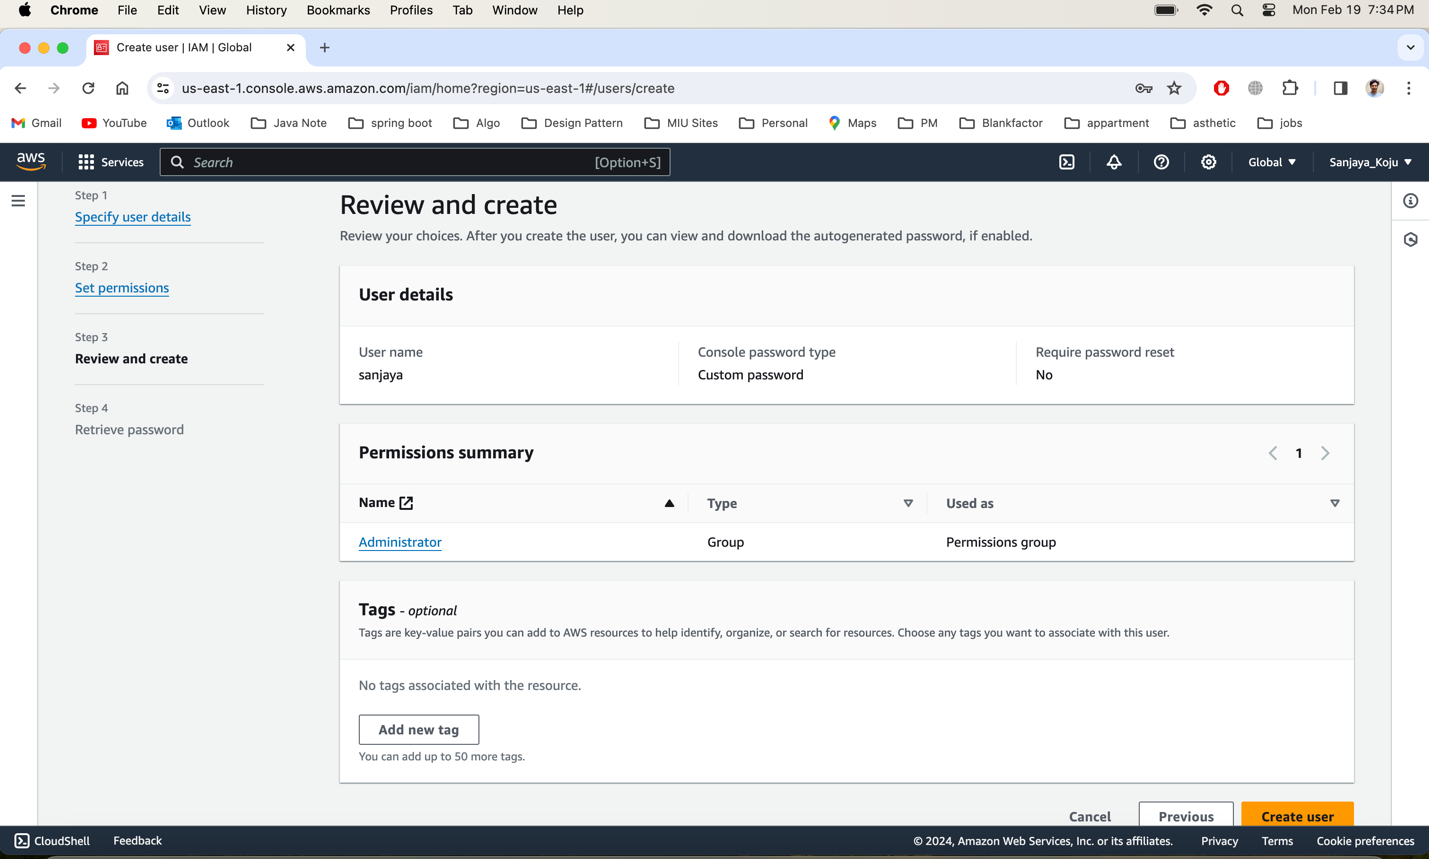 Chrome File Edit View History Bookmarks Profiles Tab Window Help Mon Feb 19 7:34 PM
Create user | IAM | Global
us-east-1.console.aws.amazon.com/iam/home?region=us-east-1#/users/create
Gmail YouTube Outlook Java Note spring boot Algo Design Pattern MIU Sites Personal Maps PM Blankfactor appartment asthetic jobs
aws Services Search [Option+S] Global Sanjaya_Koju
Step 1
Specify user details
Step 2
Set permissions
Step 3
Review and create
Step 4
Retrieve password
Review and create
Review your choices. After you create the user, you can view and download the autogenerated password, if enabled.
User details
User name Console password type Require password reset
sanjaya Custom password No
Permissions summary 1
Name Type Used as
Administrator Group Permissions group
Tags - optional
Tags are key-value pairs you can add to AWS resources to help identify, organize, or search for resources. Choose any tags you want to associate with this user.
No tags associated with the resource.
Add new tag
You can add up to 50 more tags.
Cancel Previous Create user
CloudShell Feedback © 2024, Amazon Web Services, Inc. or its affiliates. Privacy Terms Cookie preferences